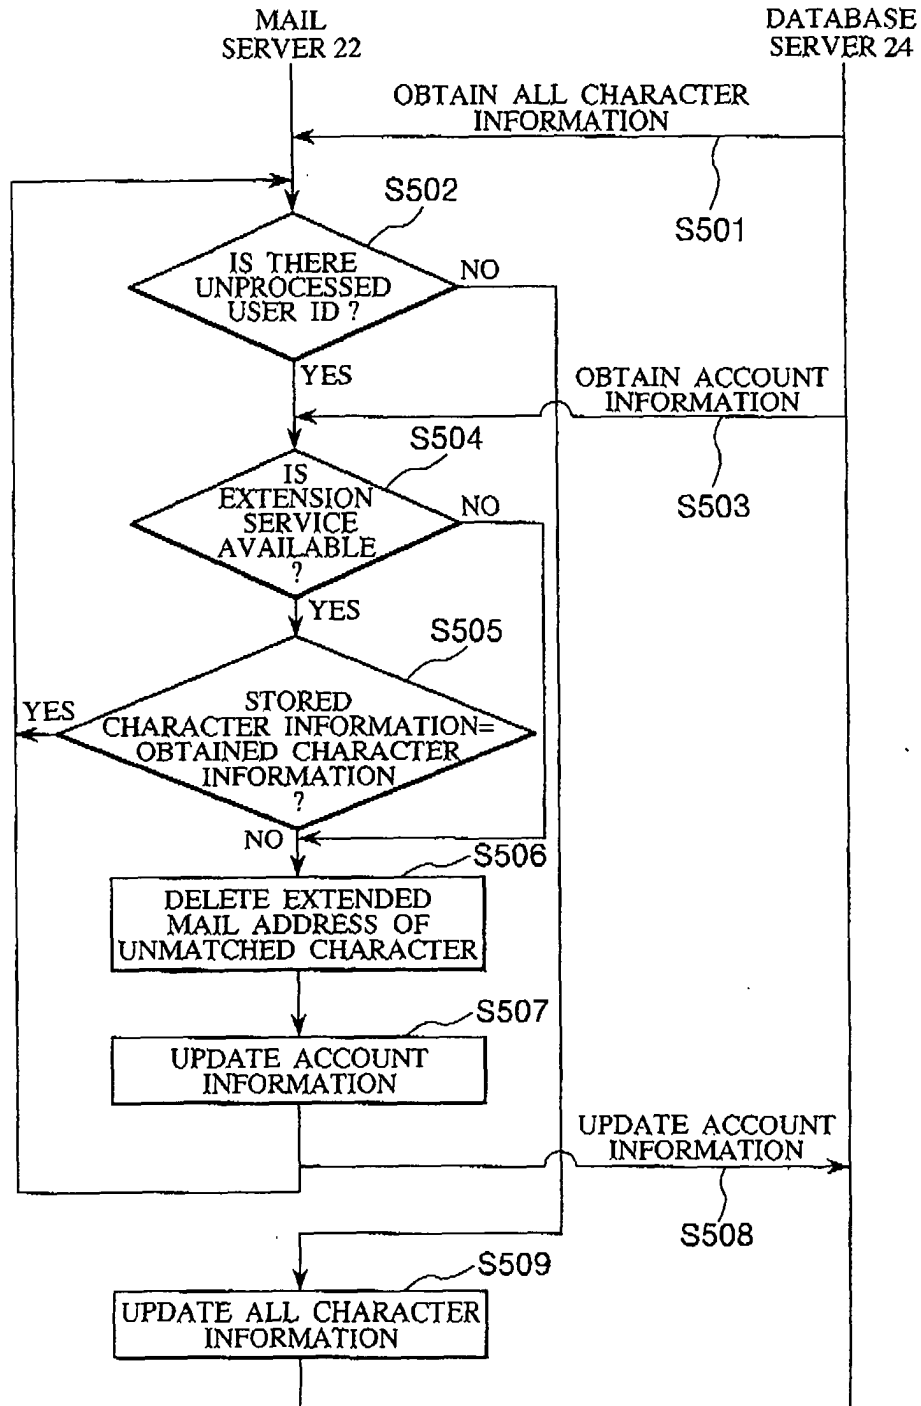 MAIL
SERVER 22
DATABASE
SERVER 24
OBTAIN ALL CHARACTER
INFORMATION
S501
S502
IS THERE
UNPROCESSED
USER ID ?
NO
YES
OBTAIN ACCOUNT
INFORMATION
S503
S504
IS
EXTENSION
SERVICE
AVAILABLE
?
NO
YES
S505
STORED
CHARACTER INFORMATION=
OBTAINED CHARACTER
INFORMATION
?
YES
NO
S506
DELETE EXTENDED
MAIL ADDRESS OF
UNMATCHED CHARACTER
S507
UPDATE ACCOUNT
INFORMATION
UPDATE ACCOUNT
INFORMATION
S508
S509
UPDATE ALL CHARACTER
INFORMATION